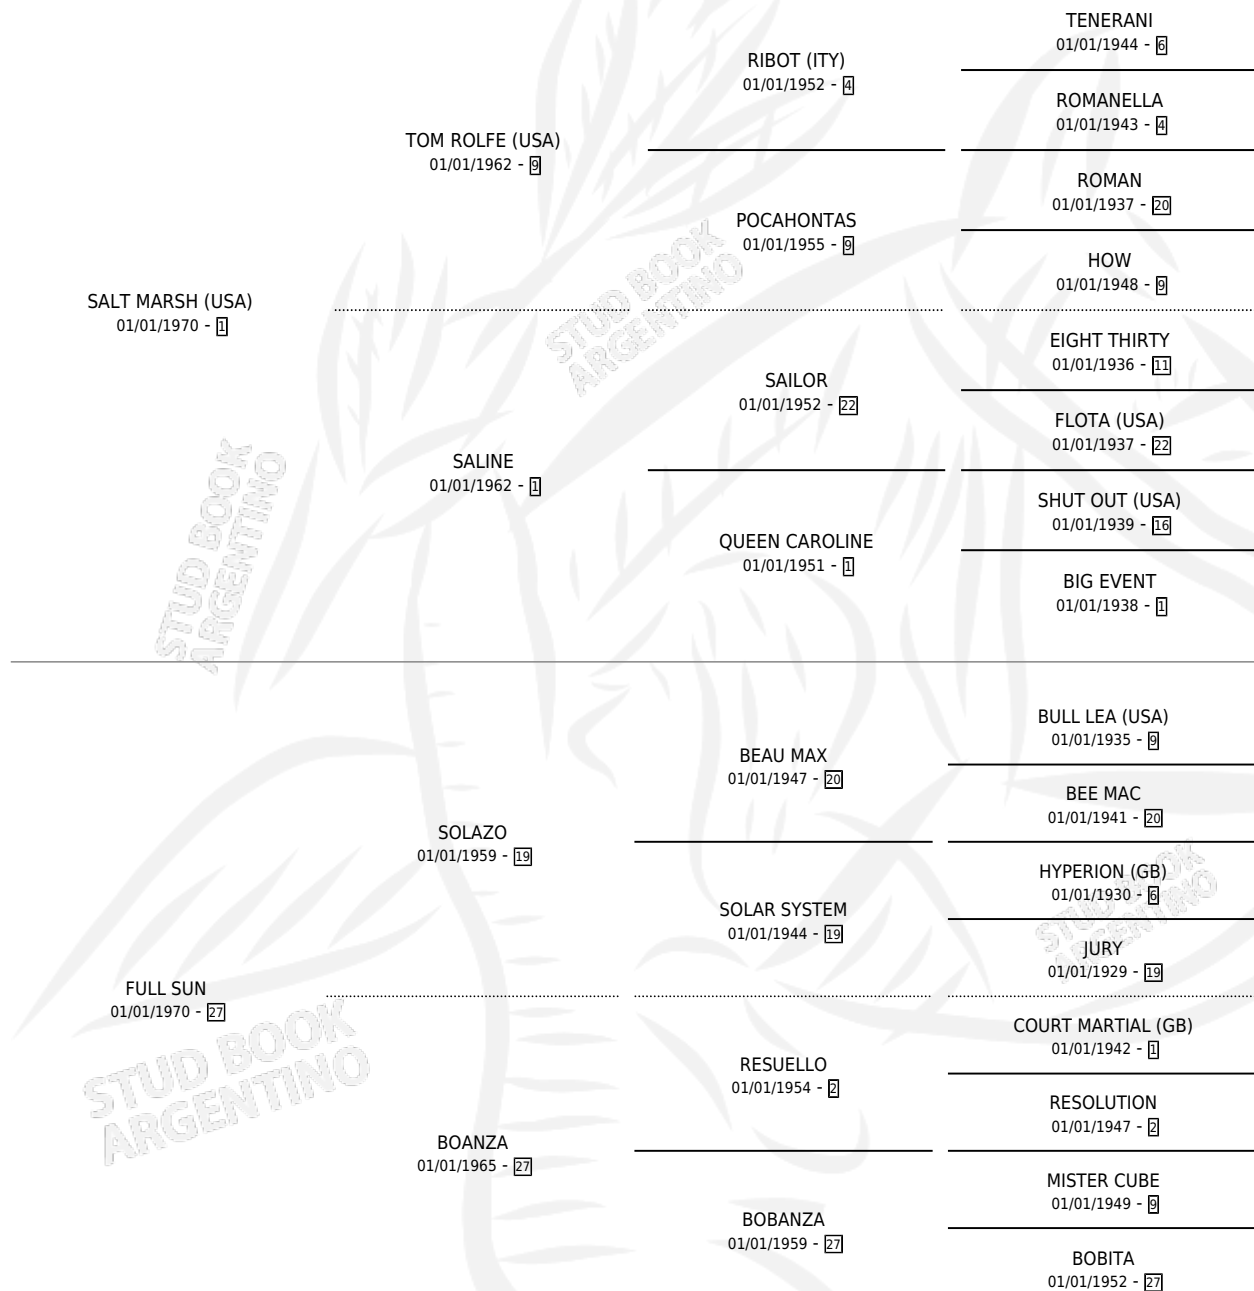 TENERANI
01/01/1944 - 6
RIBOT (ITY)
01/01/1952 - 4
ROMANELLA
01/01/1943 - 4
TOM ROLFE (USA)
01/01/1962 - 9
ROMAN
01/01/1937 - 20
POCAHONTAS
01/01/1955 - 9
HOW
01/01/1948 - 9
SALT MARSH (USA)
01/01/1970 - 1
EIGHT THIRTY
01/01/1936 - 11
SAILOR
01/01/1952 - 22
FLOTA (USA)
01/01/1937 - 22
SALINE
01/01/1962 - 1
SHUT OUT (USA)
01/01/1939 - 16
QUEEN CAROLINE
01/01/1951 - 1
BIG EVENT
01/01/1938 - 1
STUD BOOK
ARGENTINO
STUD BOOK
ARGENTINO
BULL LEA (USA)
01/01/1935 - 9
BEAU MAX
01/01/1947 - 20
BEE MAC
01/01/1941 - 20
SOLAZO
01/01/1959 - 19
HYPERION (GB)
01/01/1930 - 6
SOLAR SYSTEM
01/01/1944 - 19
JURY
01/01/1929 - 19
FULL SUN
01/01/1970 - 27
COURT MARTIAL (GB)
01/01/1942 - 1
RESUELLO
01/01/1954 - 2
RESOLUTION
01/01/1947 - 2
BOANZA
01/01/1965 - 27
MISTER CUBE
01/01/1949 - 9
BOBANZA
01/01/1959 - 27
BOBITA
01/01/1952 - 27
STUD BOOK
ARGENTINO
STUD BOOK
ARGENTINO